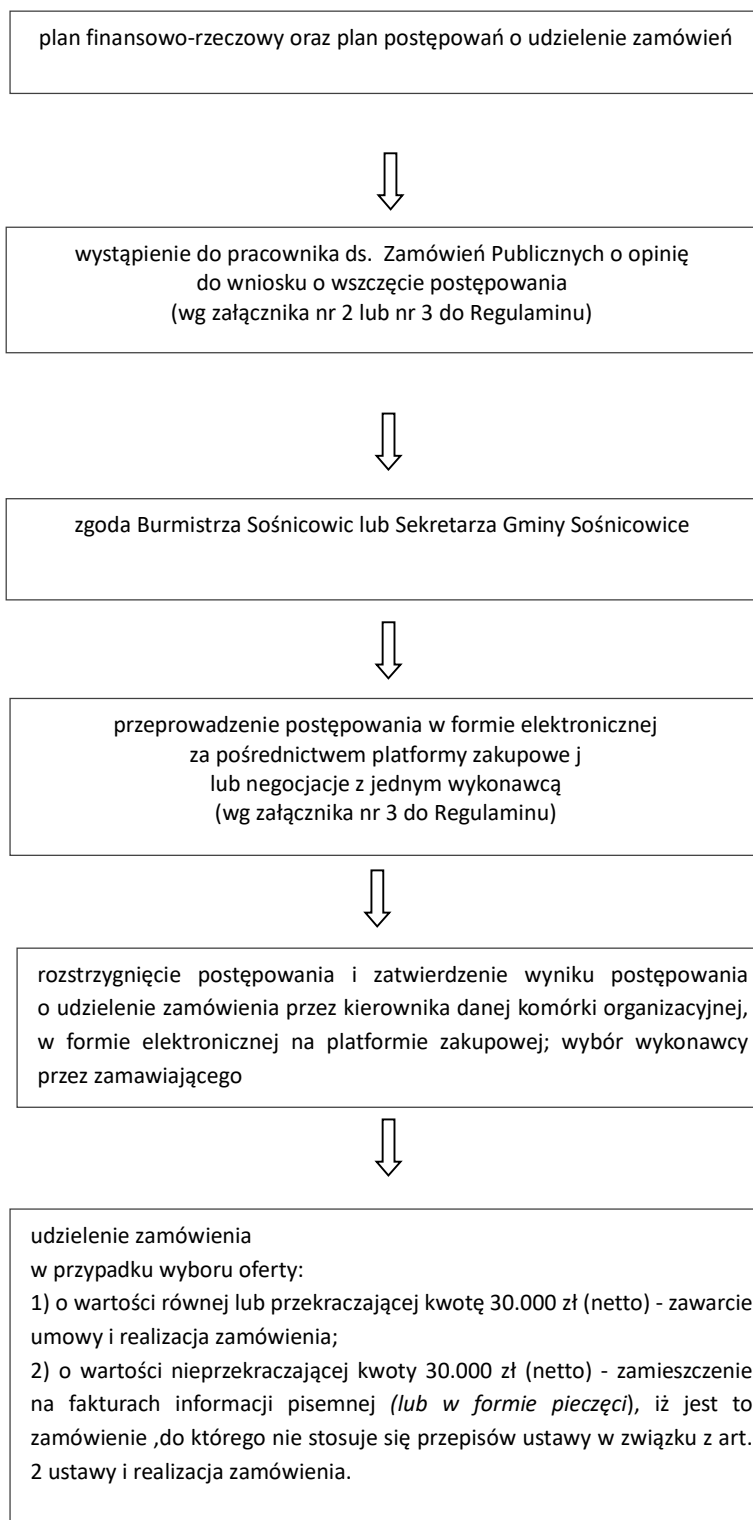 plan finansowo-rzeczowy oraz plan postępowań o udzielenie zamówień
wystąpienie do pracownika ds. Zamówień Publicznych o opinię
do wniosku o wszczęcie postępowania
(wg załącznika nr 2 lub nr 3 do Regulaminu)
zgoda Burmistrza Sośnicowic lub Sekretarza Gminy Sośnicowice
przeprowadzenie postępowania w formie elektronicznej
za pośrednictwem platformy zakupowe j
lub negocjacje z jednym wykonawcą
(wg załącznika nr 3 do Regulaminu)
rozstrzygnięcie postępowania i zatwierdzenie wyniku postępowania
o udzielenie zamówienia przez kierownika danej komórki organizacyjnej,
w formie elektronicznej na platformie zakupowej; wybór wykonawcy
przez zamawiającego
udzielenie zamówienia
w przypadku wyboru oferty:
1) o wartości równej lub przekraczającej kwotę 30.000 zł (netto) - zawarcie
umowy i realizacja zamówienia;
2) o wartości nieprzekraczającej kwoty 30.000 zł (netto) - zamieszczenie
na fakturach informacji pisemnej (lub w formie pieczęci), iż jest to
zamówienie ,do którego nie stosuje się przepisów ustawy w związku z art.
2 ustawy i realizacja zamówienia.